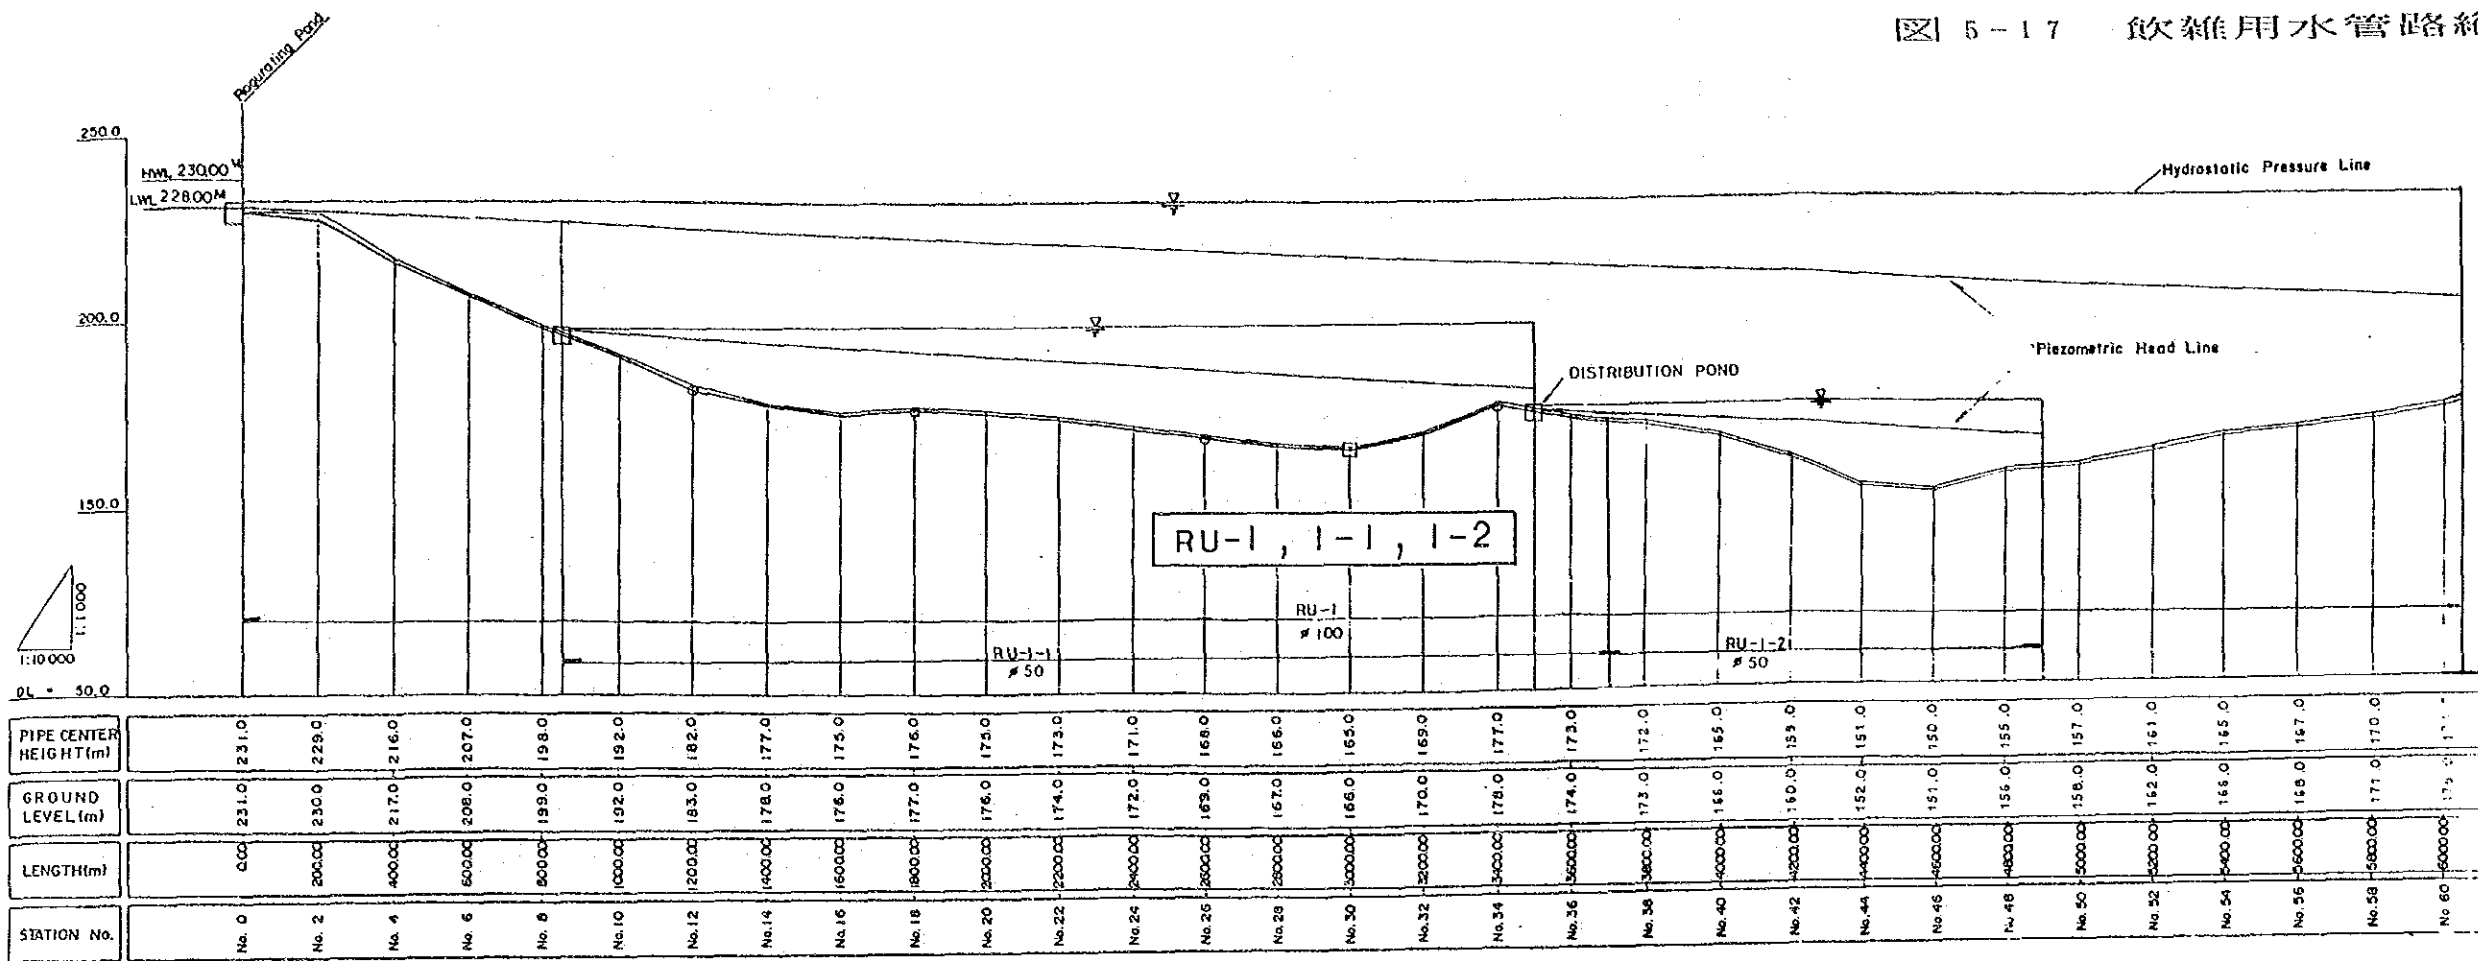 図 5-17 飲雑用水管路
Regurating Pond
250.0
HWL 230.00 M
LWL 228.00 M
Hydrostatic Pressure Line
200.0
Piezometric Head Line
DISTRIBUTION POND
150.0
RU-1 , 1-1 , 1-2
1:1000
1:10000
RU-1
ø 100
RU-1-1
ø 50
RU-1-2
ø 50
DL = 50.0
PIPE CENTER HEIGHT(m) 231.0 229.0 216.0 207.0 198.0 192.0 182.0 177.0 175.0 176.0 175.0 173.0 171.0 168.0 166.0 165.0 169.0 177.0 173.0 172.0 165.0 159.0 151.0 150.0 155.0 157.0 161.0 165.0 167.0 170.0
GROUND LEVEL(m) 231.0 230.0 217.0 208.0 199.0 192.0 183.0 178.0 176.0 177.0 176.0 174.0 172.0 169.0 167.0 166.0 170.0 178.0 174.0 173.0 166.0 160.0 152.0 151.0 156.0 158.0 162.0 166.0 168.0 171.0
LENGTH(m) 0.00 200.00 400.00 600.00 800.00 1000.00 1200.00 1400.00 1600.00 1800.00 2000.00 2200.00 2400.00 2600.00 2800.00 3000.00 3200.00 3400.00 3600.00 3800.00 4000.00 4200.00 4400.00 4600.00 4800.00 5000.00 5200.00 5400.00 5600.00 5800.00 6000.00
STATION No. No. 0 No. 2 No. 4 No. 6 No. 8 No. 10 No. 12 No. 14 No. 16 No. 18 No. 20 No. 22 No. 24 No. 26 No. 28 No. 30 No. 32 No. 34 No. 36 No. 38 No. 40 No. 42 No. 44 No. 46 No. 48 No. 50 No. 52 No. 54 No. 56 No. 58 No 60